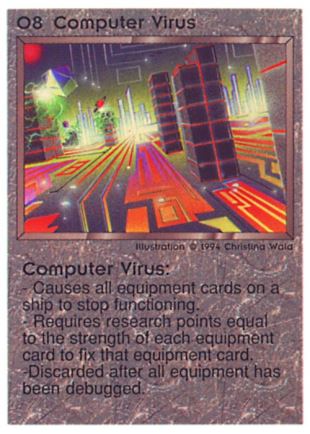 O8 Computer Virus
Illustration © 1994 Christina Wald
Computer Virus:
- Causes all equipment cards on a
ship to stop functioning.
- Requires research points equal
to the strength of each equipment
card to fix that equipment card.
-Discarded after all equipment has
been debugged.